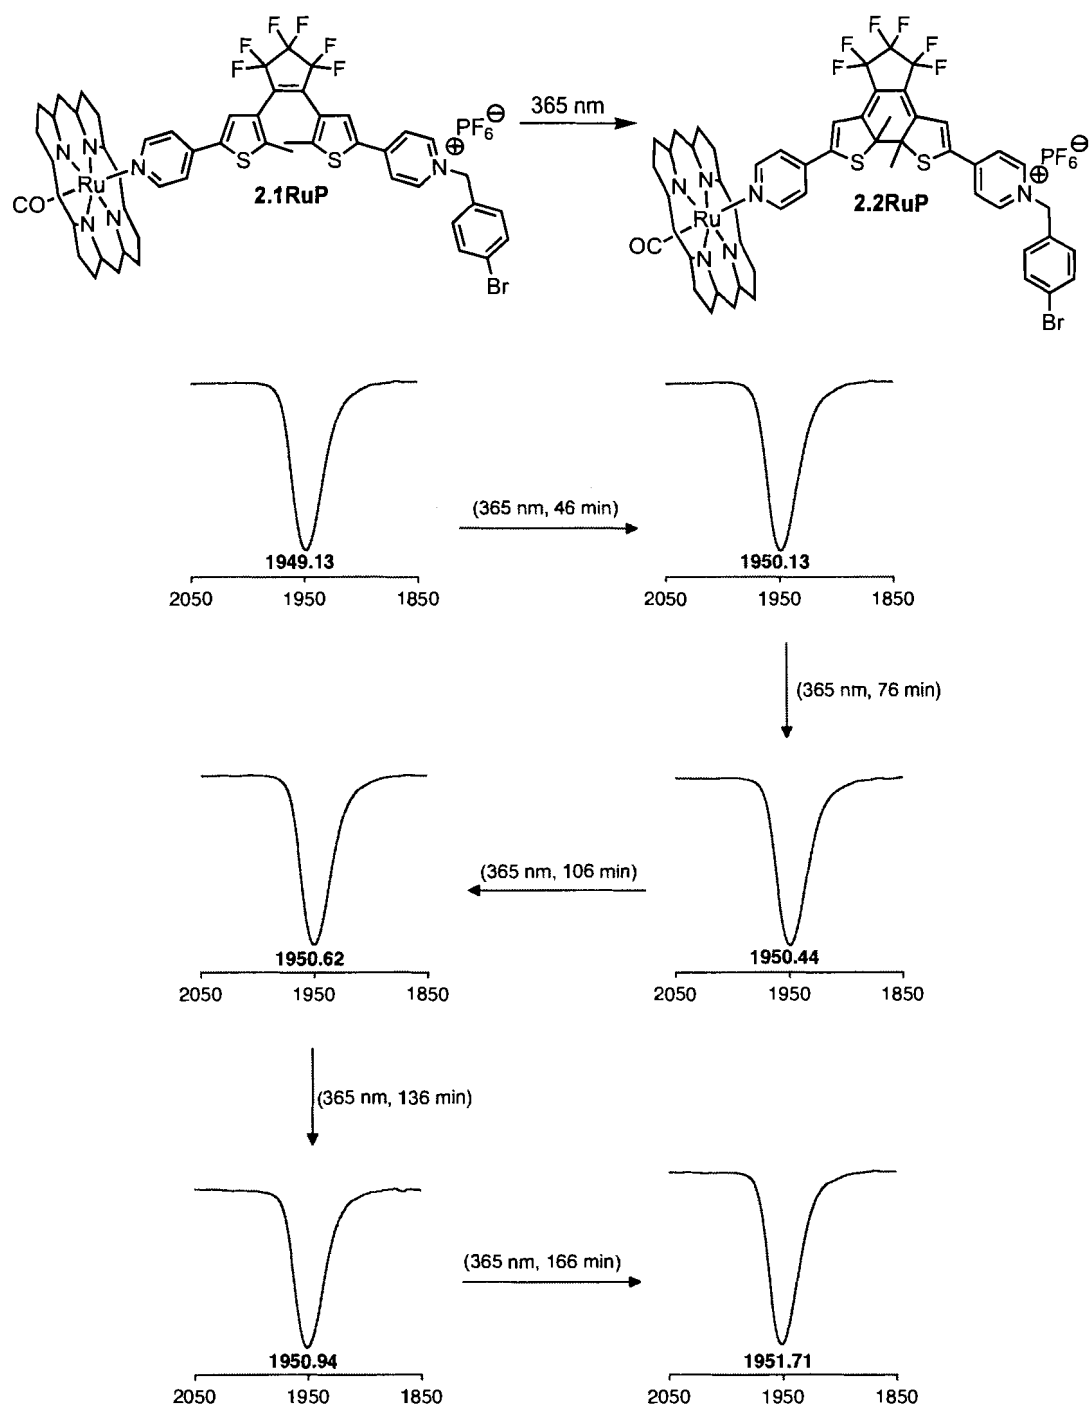 F F F F
F F
365 nm
F F F F
F F
PF6⊖
⊕
N
S
S
N
N N
Ru
N N
CO
2.1RuP
Br
PF6⊖
⊕
N
S
S
N
N N
Ru
N N
OC
2.2RuP
Br
(365 nm, 46 min)
1949.13
2050 1950 1850
1950.13
2050 1950 1850
(365 nm, 76 min)
(365 nm, 106 min)
1950.62
2050 1950 1850
1950.44
2050 1950 1850
(365 nm, 136 min)
(365 nm, 166 min)
1950.94
2050 1950 1850
1951.71
2050 1950 1850